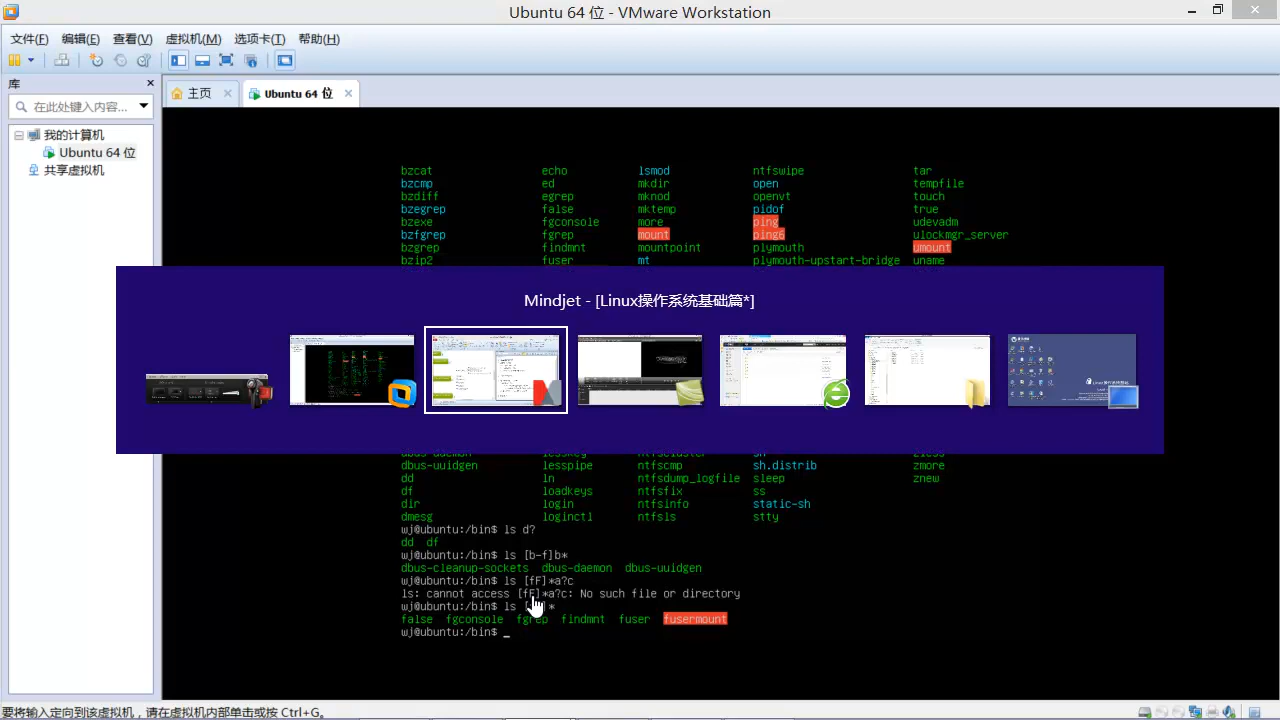 Ubuntu 64 位 - VMware Workstation
文件(F) 编辑(E) 查看(V) 虚拟机(M) 选项卡(T) 帮助(H)
库
在此处键入内容...
我的计算机
Ubuntu 64 位
共享虚拟机
主页
Ubuntu 64 位
bzcat echo lsmod ntfswipe tar
bzcmp ed mkdir open tempfile
bzdiff egrep mknod openvt touch
bzegrep false mktemp pidof true
bzexe fgconsole more ping udevadm
bzfgrep fgrep mount ping6 ulockmgr_server
bzgrep findmnt mountpoint plymouth umount
bzip2 fuser mt plymouth-upstart-bridge uname
Mindjet - [Linux操作系统基础篇*]
dbus-uuidgen lesspipe ntfscmp sh.distrib zmore
dd ln ntfsdump_logfile sleep znew
df loadkeys ntfsfix ss
dir login ntfsinfo static-sh
dmesg loginctl ntfsls stty
wj@ubuntu:/bin$ ls d?
dd df
wj@ubuntu:/bin$ ls [b-f]b*
dbus-cleanup-sockets dbus-daemon dbus-uuidgen
wj@ubuntu:/bin$ ls [fF]*a?c
ls: cannot access [fF]*a?c: No such file or directory
wj@ubuntu:/bin$ ls [ *
false fgconsole fgrep findmnt fuser fusermount
wj@ubuntu:/bin$ _
要将输入定向到该虚拟机，请在虚拟机内部单击或按 Ctrl+G。